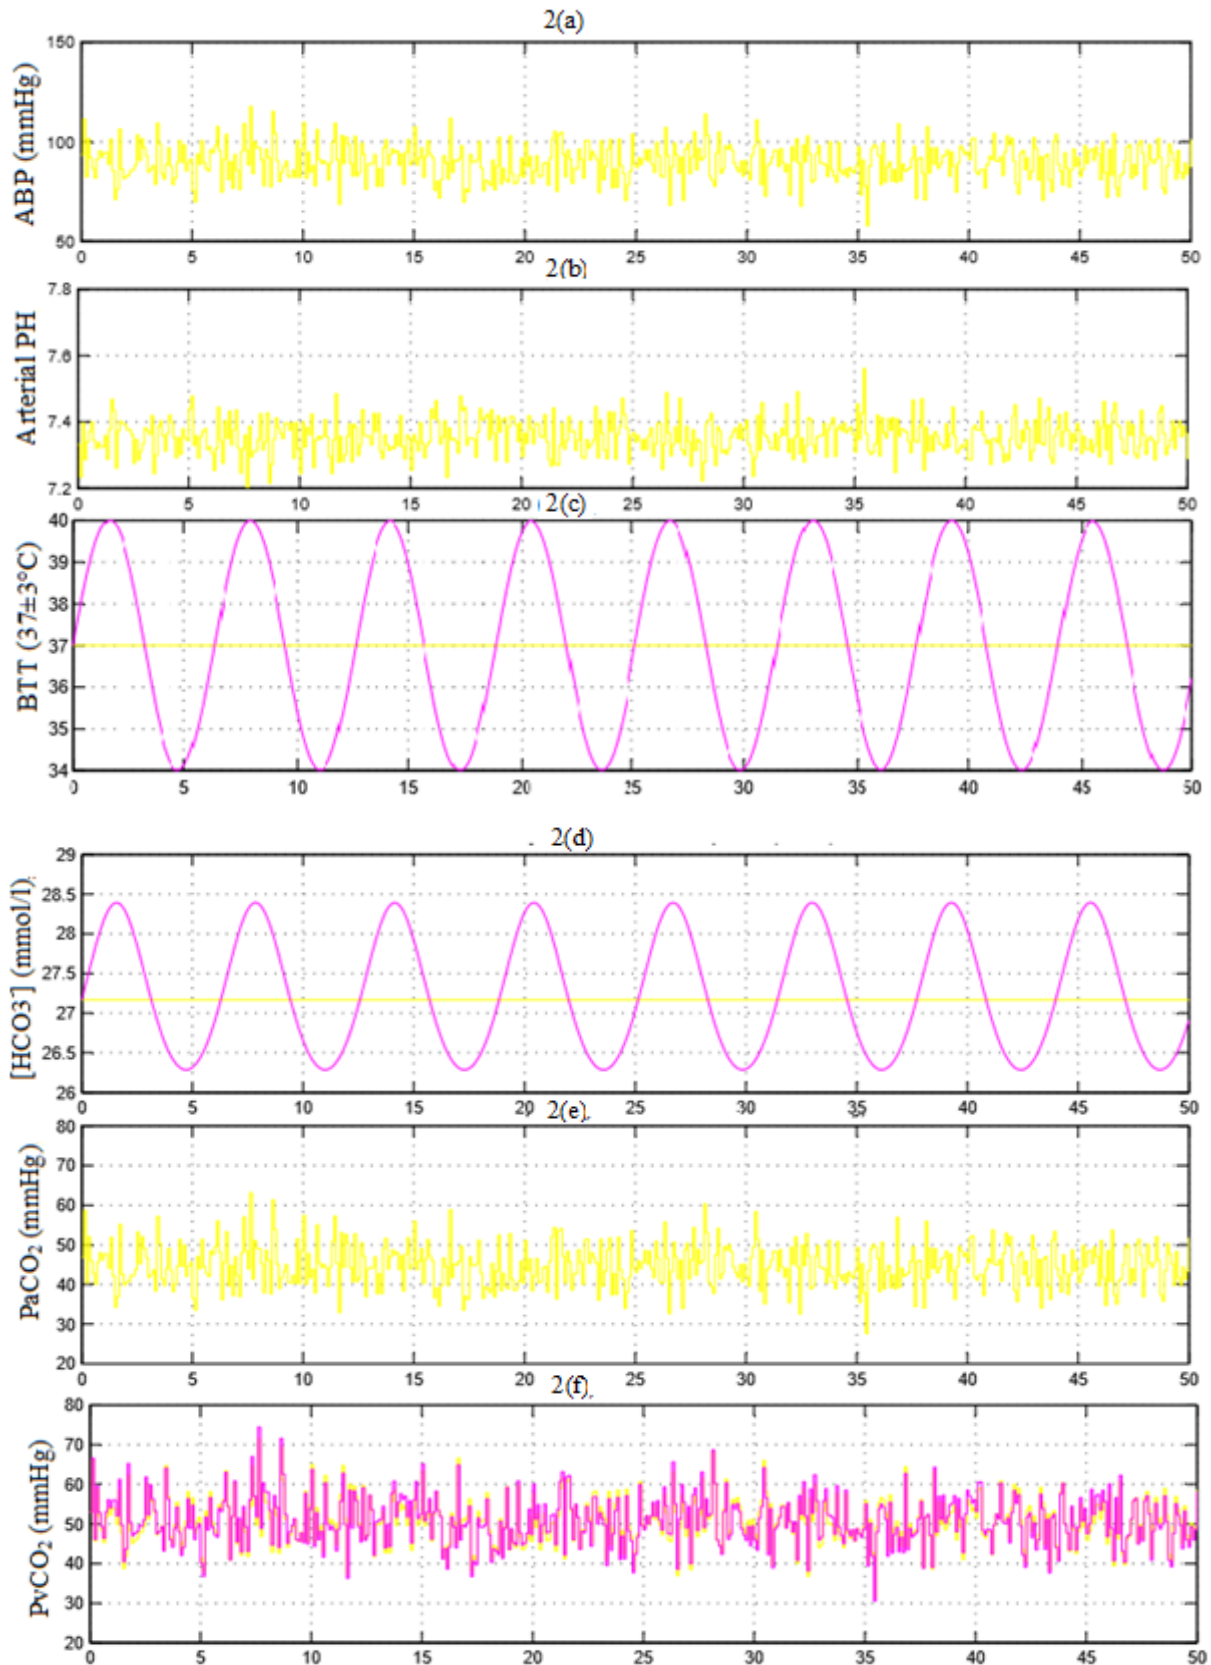 2(a)
ABP (mmHg)
150
100
50
0 5 10 15 20 25 30 35 40 45 50
2(b)
Arterial PH
7.8
7.6
7.4
7.2
0 5 10 15 20 25 30 35 40 45 50
2(c)
BTT (37±3°C)
40
39
38
37
36
35
34
0 5 10 15 20 25 30 35 40 45 50
2(d)
[HCO3⁻] (mmol/l)
29
28.5
28
27.5
27
26.5
26
0 5 10 15 20 25 30 35 40 45 50
2(e)
PaCO₂ (mmHg)
80
70
60
50
40
30
20
0 5 10 15 20 25 30 35 40 45 50
2(f)
PvCO₂ (mmHg)
80
70
60
50
40
30
20
0 5 10 15 20 25 30 35 40 45 50